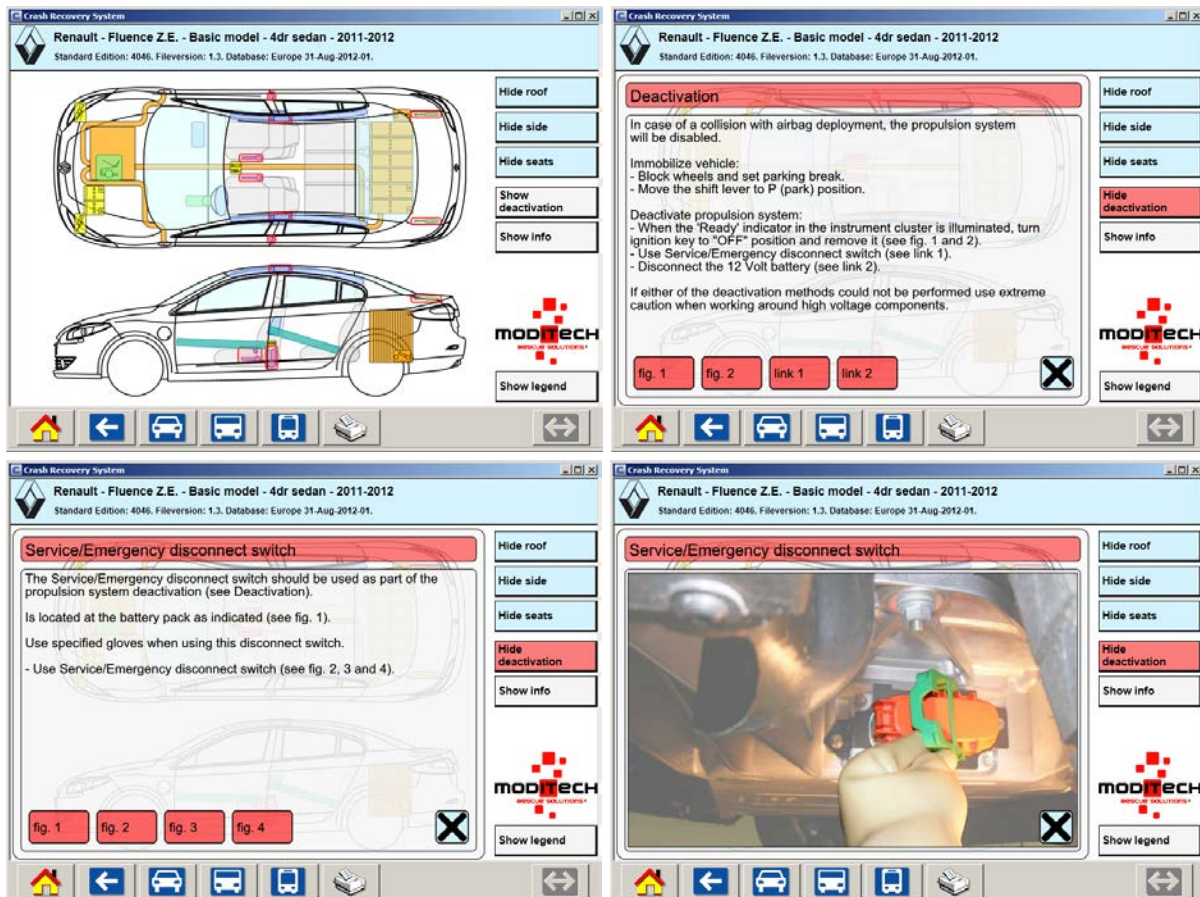 Crash Recovery System
Renault - Fluence Z.E. - Basic model - 4dr sedan - 2011-2012
Standard Edition: 4046. Fileversion: 1.3. Database: Europe 31-Aug-2012-01.
Hide roof
Hide side
Hide seats
Show
deactivation
Show info
MODITECH
RESCUE SOLUTIONS
Show legend
Crash Recovery System
Renault - Fluence Z.E. - Basic model - 4dr sedan - 2011-2012
Standard Edition: 4046. Fileversion: 1.3. Database: Europe 31-Aug-2012-01.
Deactivation
In case of a collision with airbag deployment, the propulsion system
will be disabled.
Immobilize vehicle:
- Block wheels and set parking break.
- Move the shift lever to P (park) position.
Deactivate propulsion system:
- When the 'Ready' indicator in the instrument cluster is illuminated, turn
ignition key to "OFF" position and remove it (see fig. 1 and 2).
- Use Service/Emergency disconnect switch (see link 1).
- Disconnect the 12 Volt battery (see link 2).
If either of the deactivation methods could not be performed use extreme
caution when working around high voltage components.
fig. 1
fig. 2
link 1
link 2
Hide roof
Hide side
Hide seats
Hide
deactivation
Show info
MODITECH
RESCUE SOLUTIONS
Show legend
Crash Recovery System
Renault - Fluence Z.E. - Basic model - 4dr sedan - 2011-2012
Standard Edition: 4046. Fileversion: 1.3. Database: Europe 31-Aug-2012-01.
Service/Emergency disconnect switch
The Service/Emergency disconnect switch should be used as part of the
propulsion system deactivation (see Deactivation).
Is located at the battery pack as indicated (see fig. 1).
Use specified gloves when using this disconnect switch.
- Use Service/Emergency disconnect switch (see fig. 2, 3 and 4).
fig. 1
fig. 2
fig. 3
fig. 4
Hide roof
Hide side
Hide seats
Hide
deactivation
Show info
MODITECH
RESCUE SOLUTIONS
Show legend
Crash Recovery System
Renault - Fluence Z.E. - Basic model - 4dr sedan - 2011-2012
Standard Edition: 4046. Fileversion: 1.3. Database: Europe 31-Aug-2012-01.
Service/Emergency disconnect switch
Hide roof
Hide side
Hide seats
Hide
deactivation
Show info
MODITECH
RESCUE SOLUTIONS
Show legend